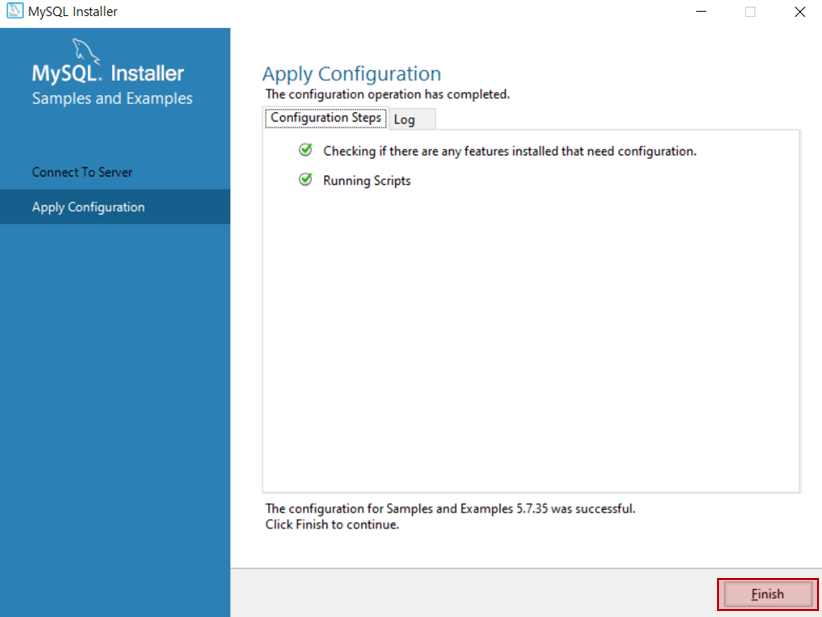 MySQL Installer
MySQL. Installer
Samples and Examples
Connect To Server
Apply Configuration
Apply Configuration
The configuration operation has completed.
Configuration Steps
Log
Checking if there are any features installed that need configuration.
Running Scripts
The configuration for Samples and Examples 5.7.35 was successful.
Click Finish to continue.
Finish